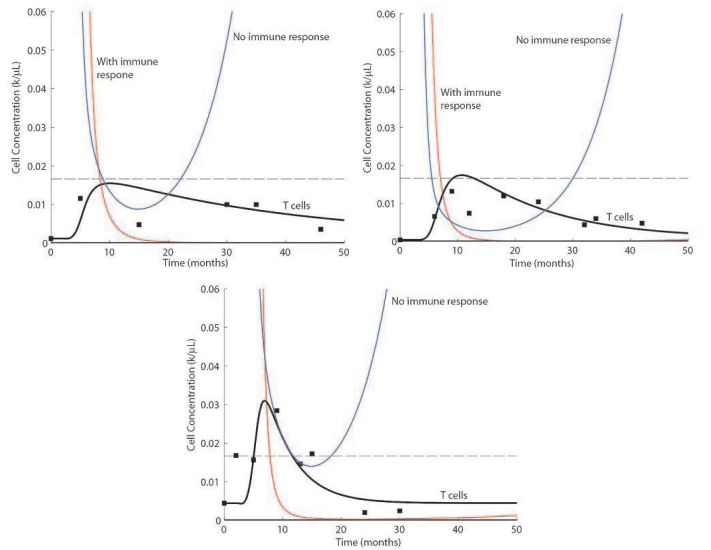 0.06
0.05
0.04
0.03
0.02
0.01
0
Cell Concentration (k/μL)
With immune
respone
No immune response
T cells
0 10 20 30 40 50
Time (months)
0.06
0.05
0.04
0.03
0.02
0.01
0
Cell Concentration (k/μL)
No immune response
With immune
response
T cells
0 10 20 30 40 50
Time (months)
0.06
0.05
0.04
0.03
0.02
0.01
0
Cell Concentration (k/μL)
No immune response
T cells
0 10 20 30 40 50
Time (months)